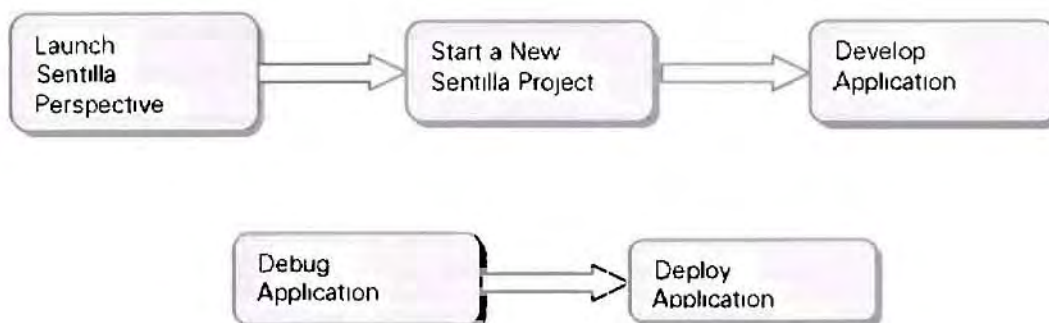 Launch
Sentilla
Perspective
Start a New
Sentilla Project
Develop
Application
Debug
Application
Deploy
Application